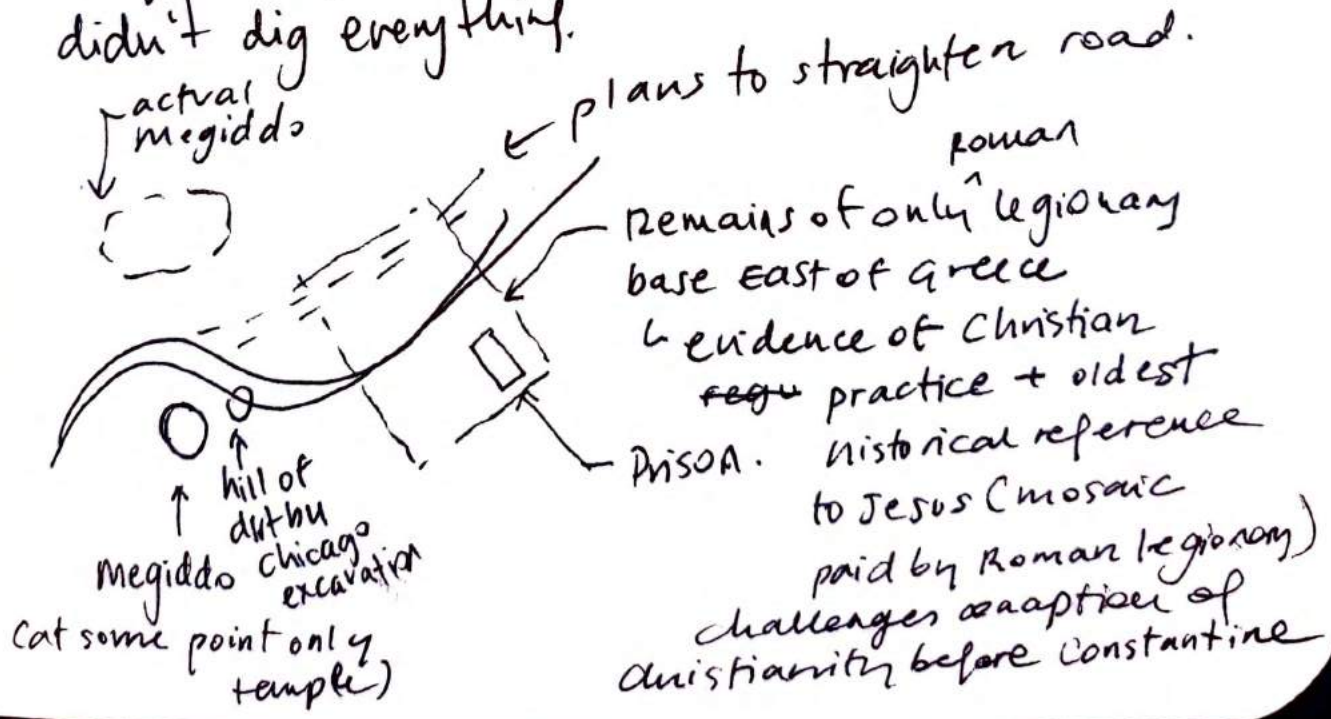 didn't dig everything.
actual
megiddo
plans to straighten road.
Roman
Remains of only ^ legionary
base East of Greece
↳ evidence of Christian
regu practice + oldest
historical reference
to Jesus (mosaic
paid by Roman legionary)
challenges of
Christianity before Constantine
Prison.
hill of
dirt by
Chicago
excavation
Megiddo
(at some point only
temple)